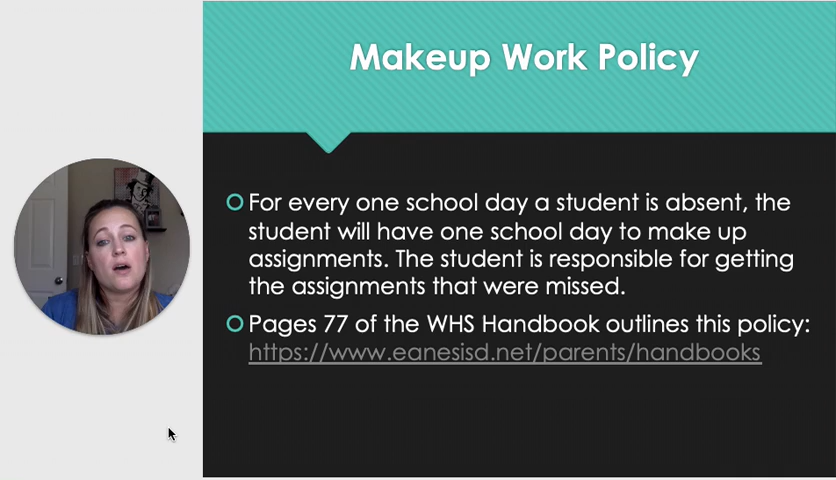 Makeup Work Policy
For every one school day a student is absent, the
student will have one school day to make up
assignments. The student is responsible for getting
the assignments that were missed.
Pages 77 of the WHS Handbook outlines this policy:
https://www.eanesisd.net/parents/handbooks